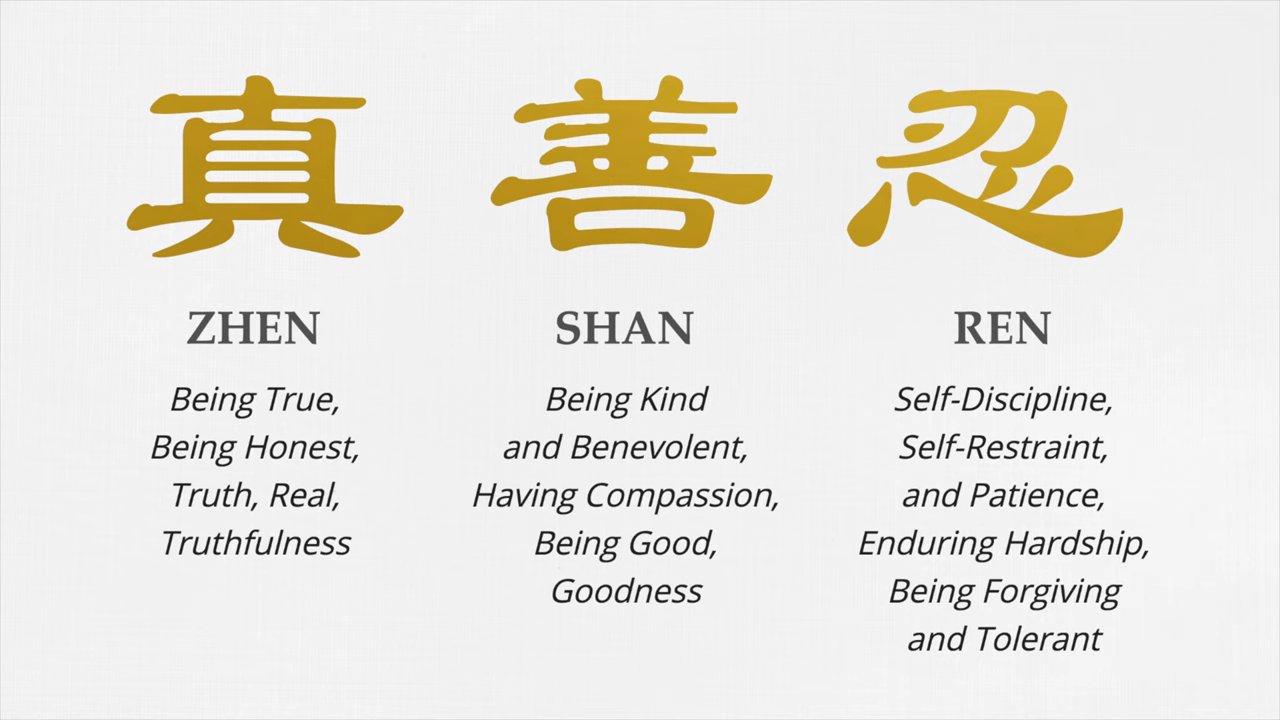 真 善 忍
ZHEN
Being True,
Being Honest,
Truth, Real,
Truthfulness
SHAN
Being Kind
and Benevolent,
Having Compassion,
Being Good,
Goodness
REN
Self-Discipline,
Self-Restraint,
and Patience,
Enduring Hardship,
Being Forgiving
and Tolerant